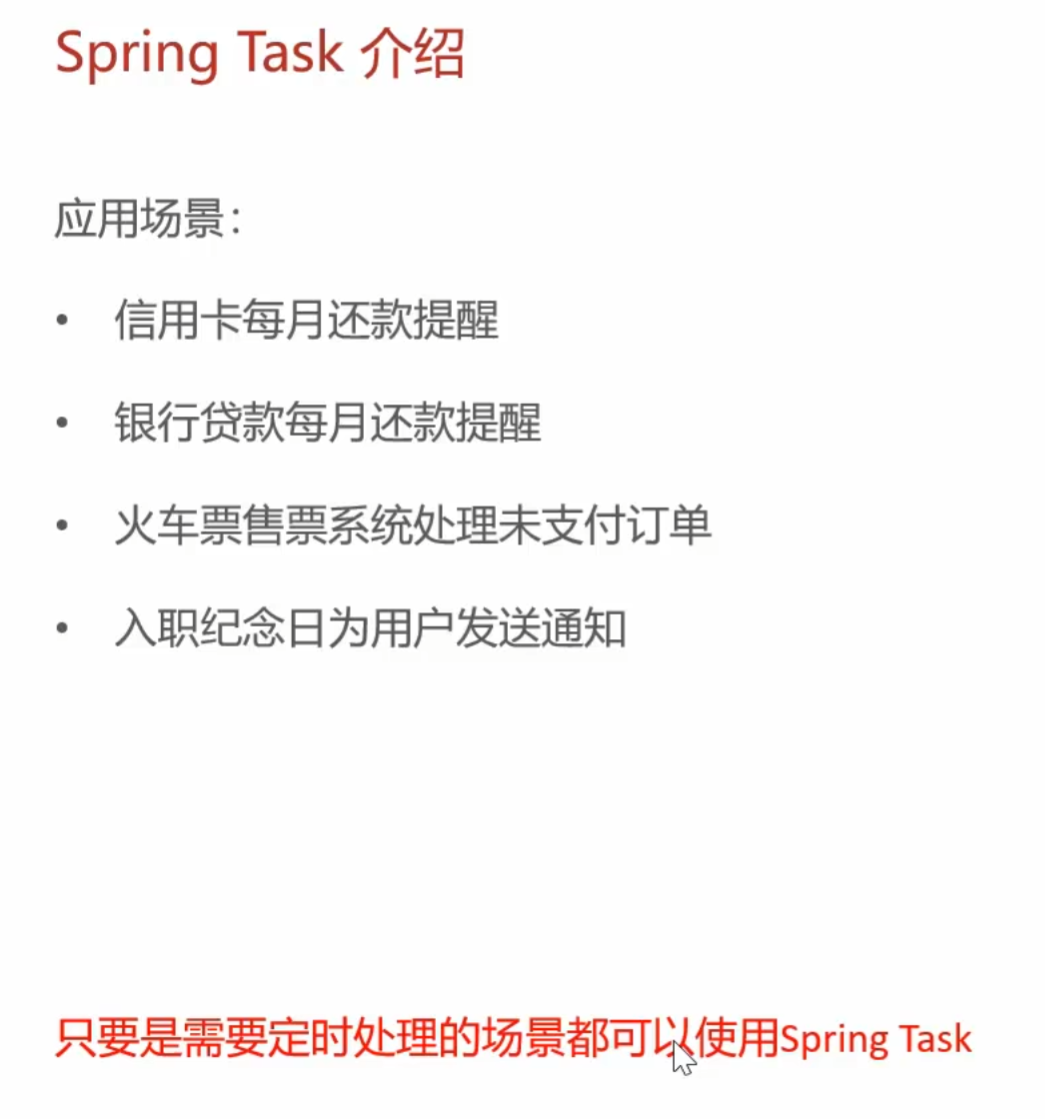 Spring Task 介绍
应用场景：
• 信用卡每月还款提醒
• 银行贷款每月还款提醒
• 火车票售票系统处理未支付订单
• 入职纪念日为用户发送通知
只要是需要定时处理的场景都可以使用Spring Task